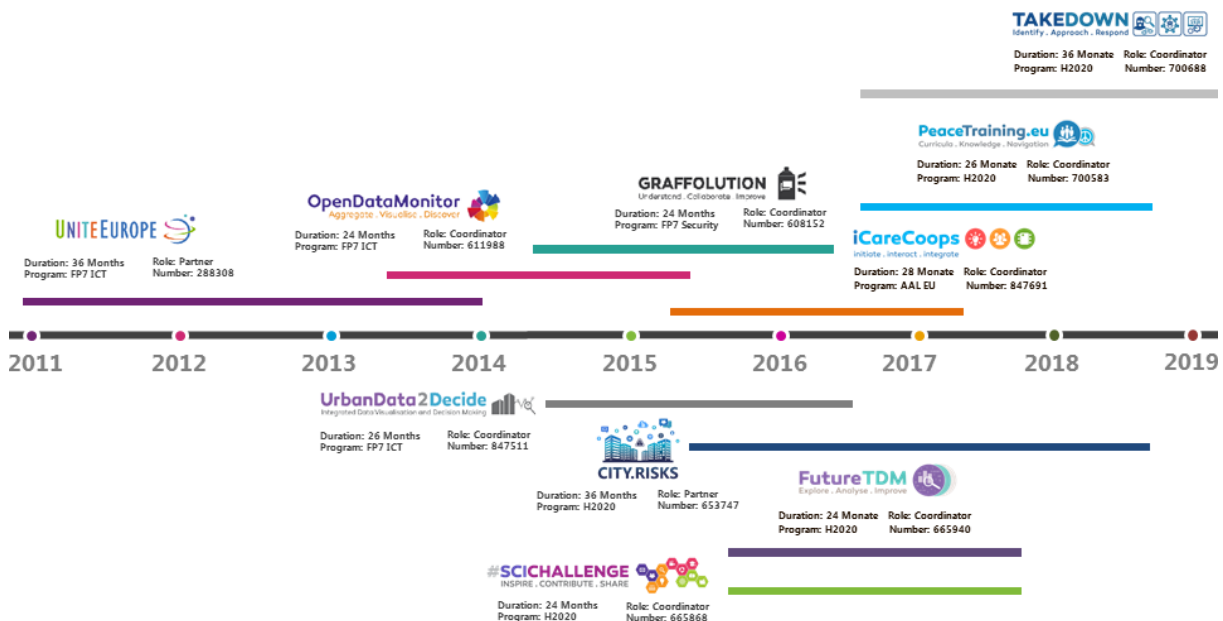 TAKEDOWN
Identify . Approach . Respond
Duration: 36 Monate Role: Coordinator
Program: H2020 Number: 700688
PeaceTraining.eu
Curricula . Knowledge . Navigation
Duration: 26 Monate Role: Coordinator
Program: H2020 Number: 700583
GRAFFOLUTION
Understand . Collaborate . Improve
Duration: 24 Months Role: Coordinator
Program: FP7 Security Number: 608152
OpenDataMonitor
Aggregate . Visualise . Discover
Duration: 24 Months Role: Coordinator
Program: FP7 ICT Number: 611988
UNITEEUROPE
Duration: 36 Months Role: Partner
Program: FP7 ICT Number: 288308
iCareCoops
initiate . interact . integrate
Duration: 28 Monate Role: Coordinator
Program: AAL EU Number: 847691
2011 2012 2013 2014 2015 2016 2017 2018 2019
UrbanData2Decide
Integrated Data Visualisation and Decision Making
Duration: 26 Months Role: Coordinator
Program: FP7 ICT Number: 847511
CITY.RISKS
Duration: 36 Months Role: Partner
Program: H2020 Number: 653747
FutureTDM
Explore . Analyse . Improve
Duration: 24 Monate Role: Coordinator
Program: H2020 Number: 665940
#SCICHALLENGE
INSPIRE . CONTRIBUTE . SHARE
Duration: 24 Months Role: Coordinator
Program: H2020 Number: 665868